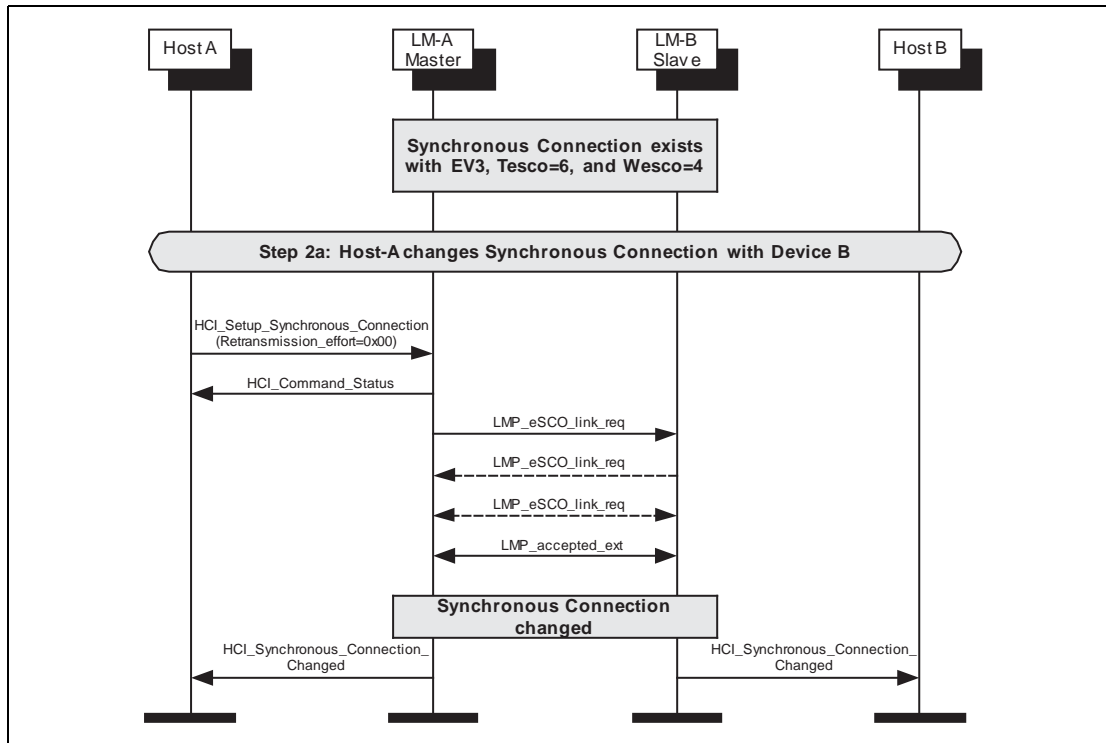 Host A
LM-A
Master
LM-B
Slave
Host B
Synchronous Connection exists
with EV3, Tesco=6, and Wesco=4
Step 2a: Host-A changes Synchronous Connection with Device B
HCI_Setup_Synchronous_Connection
(Retransmission_effort=0x00)
HCI_Command_Status
LMP_eSCO_link_req
LMP_eSCO_link_req
LMP_eSCO_link_req
LMP_accepted_ext
Synchronous Connection
changed
HCI_Synchronous_Connection_
Changed
HCI_Synchronous_Connection_
Changed